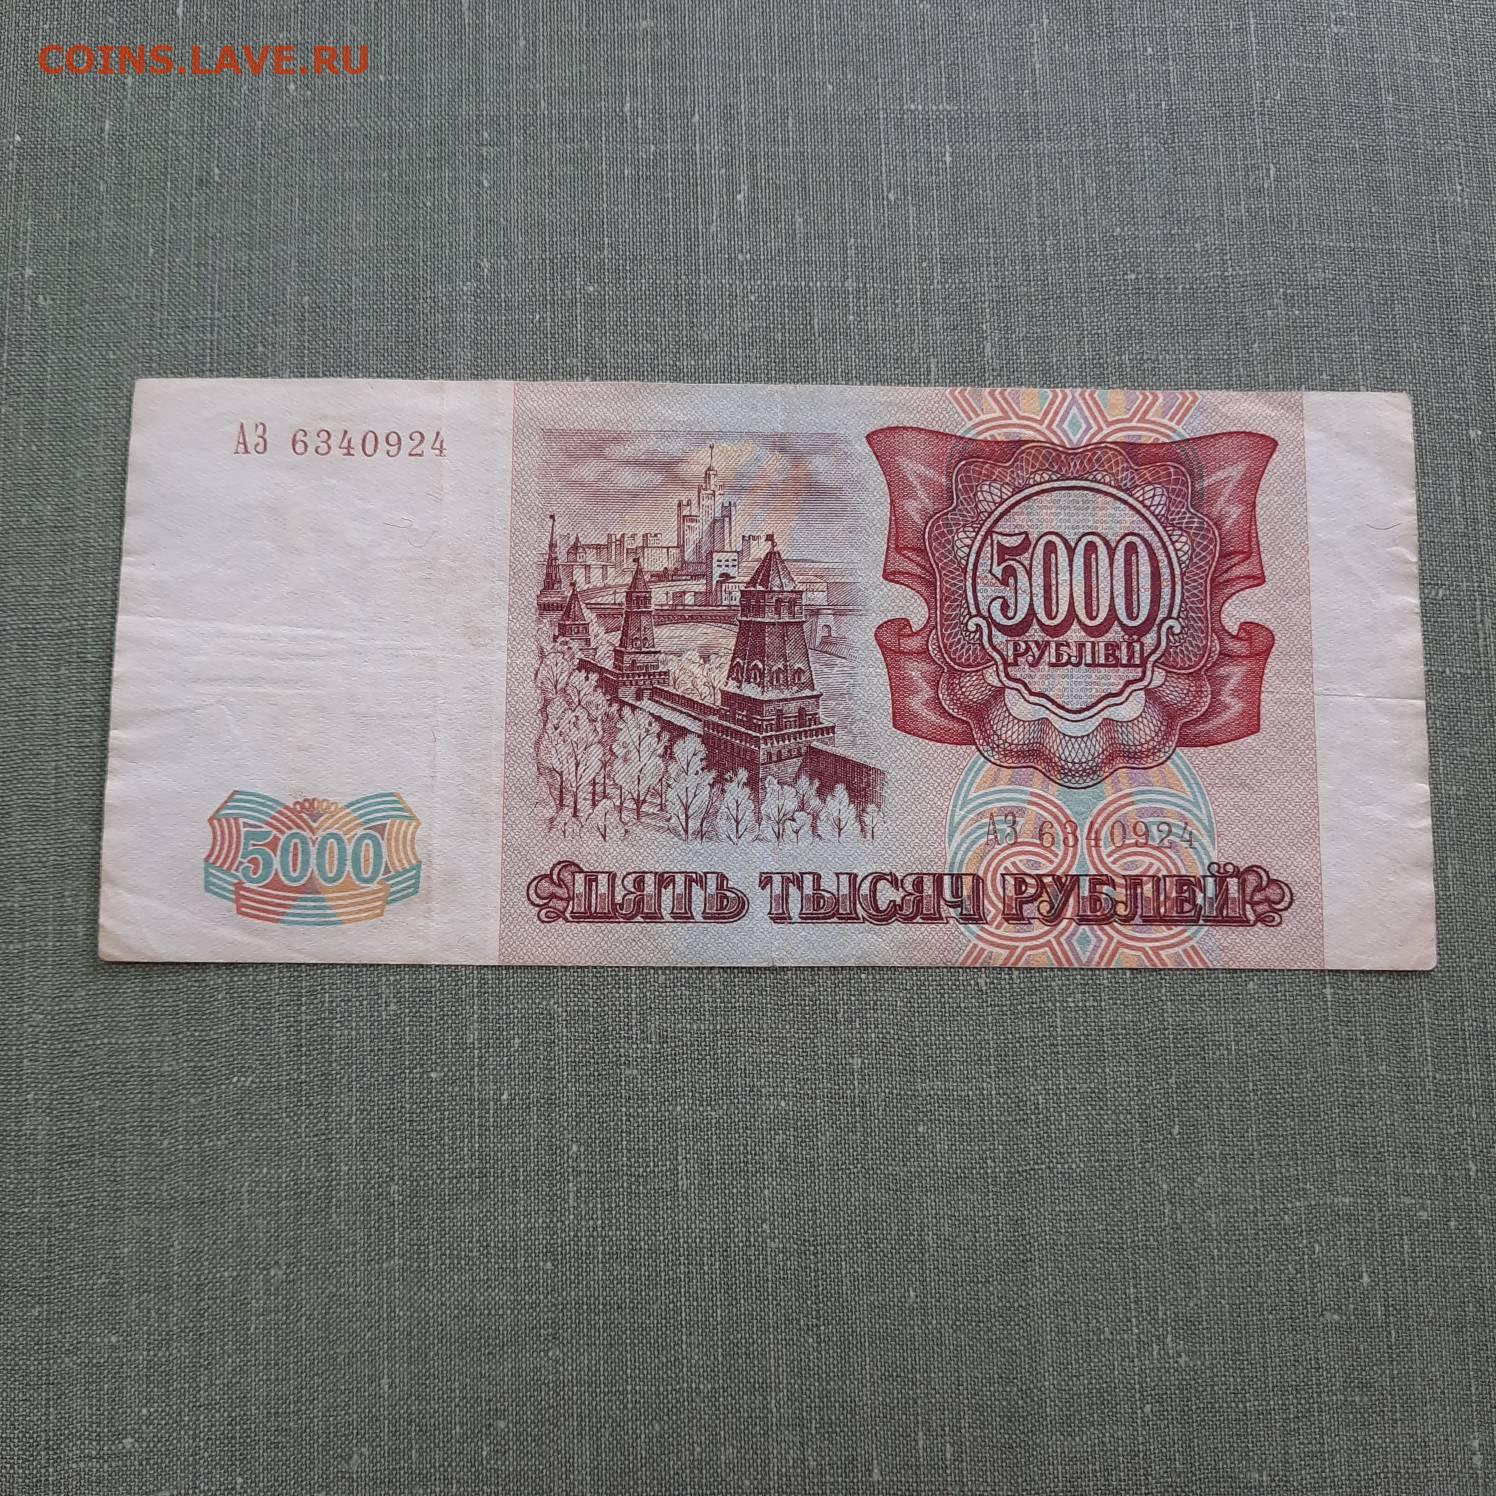 COINS.LAVE.RU
АЗ 6340924
5000
РУБЛЕЙ
5000
АЗ 6340924
ПЯТЬ ТЫСЯЧ РУБЛЕЙ